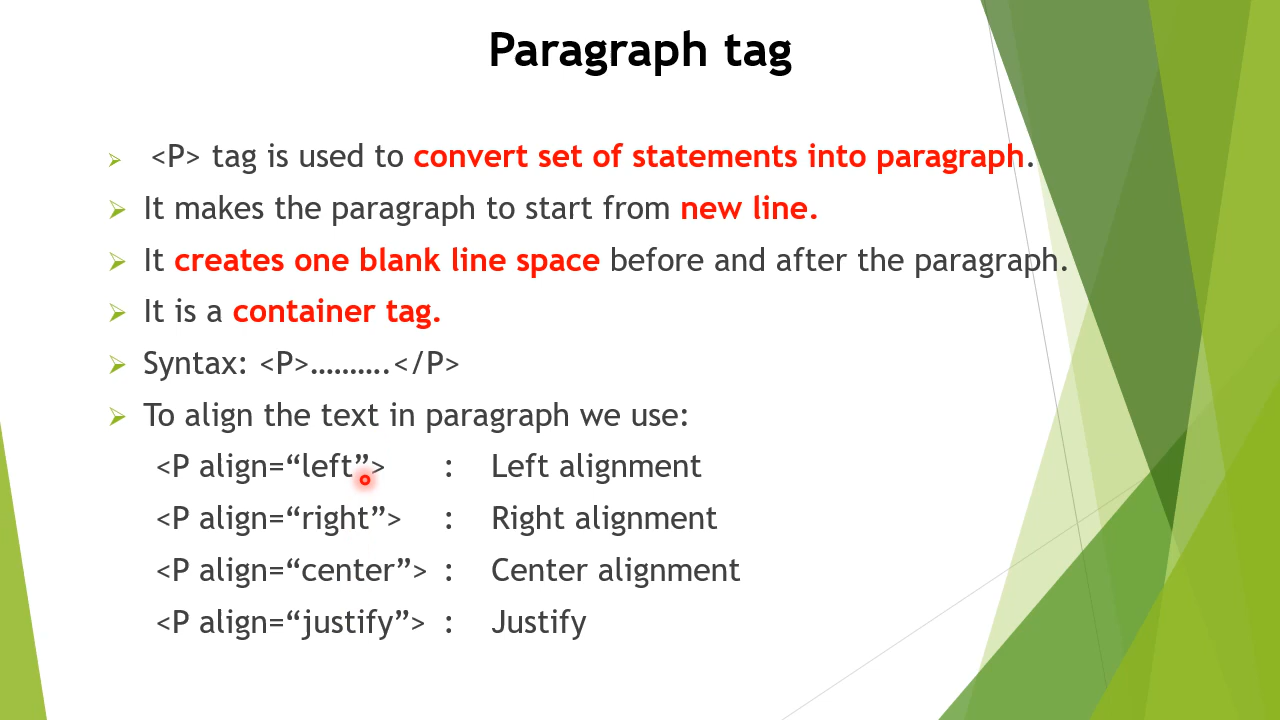 Paragraph tag
<P> tag is used to convert set of statements into paragraph.
It makes the paragraph to start from new line.
It creates one blank line space before and after the paragraph.
It is a container tag.
Syntax: <P>……….</P>
To align the text in paragraph we use:
<P align=“left”> : Left alignment
<P align=“right”> : Right alignment
<P align=“center”> : Center alignment
<P align=“justify”> : Justify